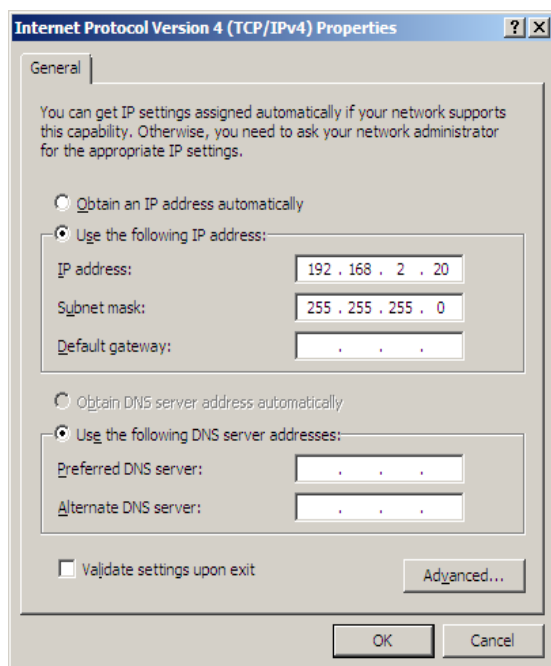 Internet Protocol Version 4 (TCP/IPv4) Properties
General
You can get IP settings assigned automatically if your network supports
this capability. Otherwise, you need to ask your network administrator
for the appropriate IP settings.
Obtain an IP address automatically
Use the following IP address:
IP address: 192 . 168 . 2 . 20
Subnet mask: 255 . 255 . 255 . 0
Default gateway: . . .
Obtain DNS server address automatically
Use the following DNS server addresses:
Preferred DNS server: . . .
Alternate DNS server: . . .
Validate settings upon exit
Advanced...
OK Cancel